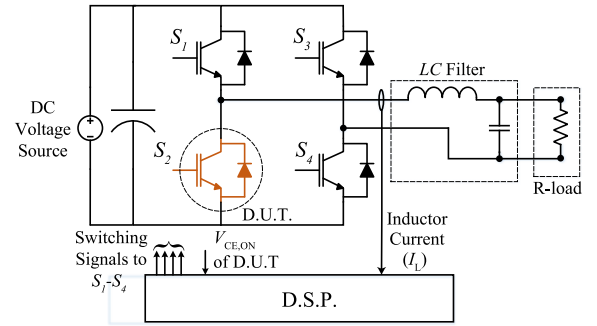 S1
S3
LC Filter
DC
Voltage
Source
S2
S4
D.U.T.
R-load
Switching
Signals to
S1-S4
VCE,ON
of D.U.T
Inductor
Current
(IL)
D.S.P.